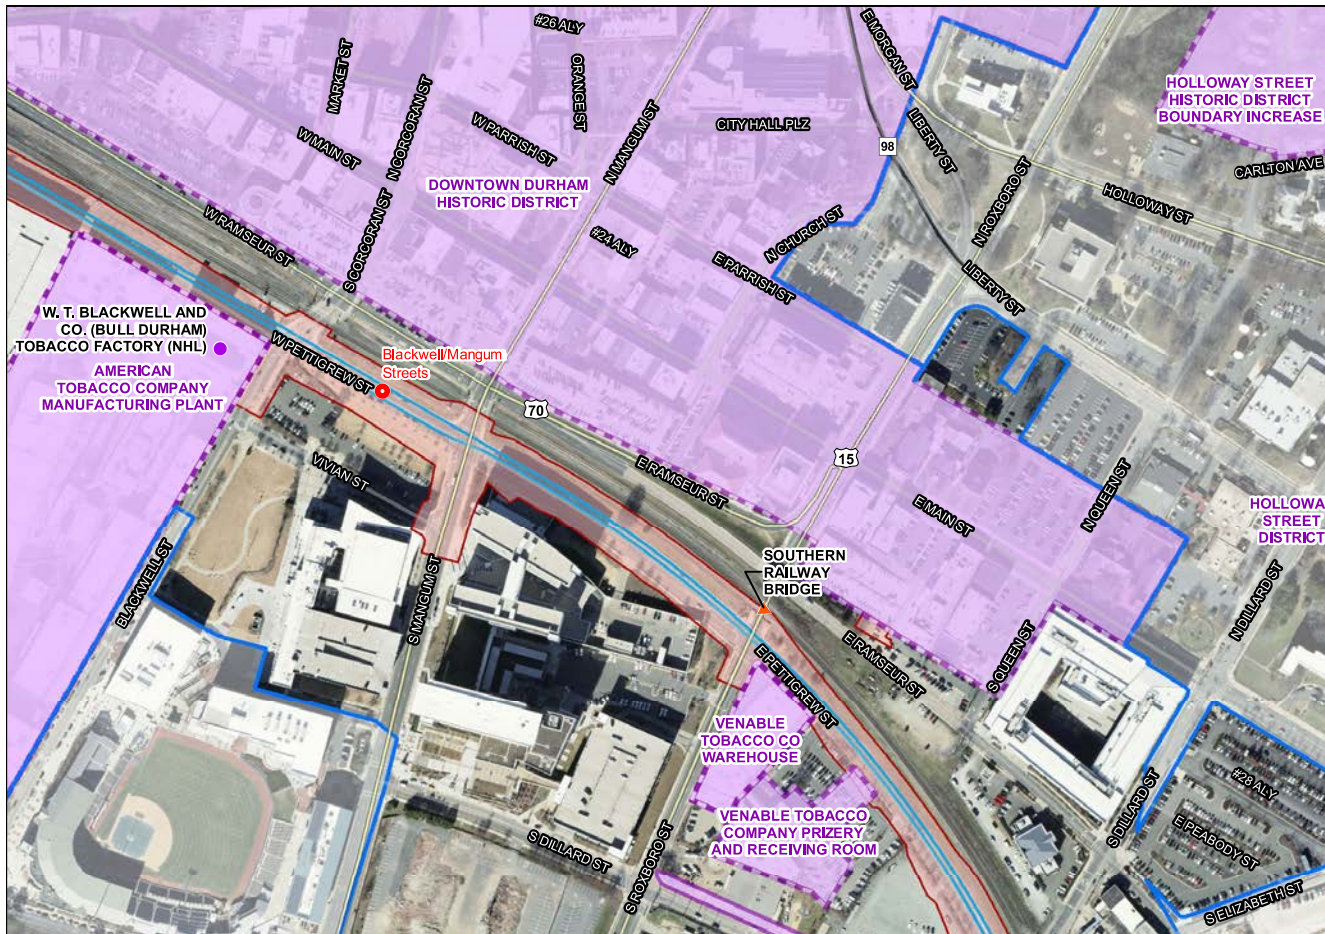 #26 ALY
E MORGAN ST
MARKET ST
ORANGE ST
N CORCORAN ST
HOLLOWAY STREET
HISTORIC DISTRICT
BOUNDARY INCREASE
W MAIN ST
W PARRISH ST
N MANGUM ST
CITY HALL PLZ
98
LIBERTY ST
CARLTON AVE
DOWNTOWN DURHAM
HISTORIC DISTRICT
HOLLOWAY ST
N ROXBORO ST
W RAMSEUR ST
S CORCORAN ST
#24 ALY
N CHURCH ST
E PARRISH ST
LIBERTY ST
W. T. BLACKWELL AND
CO. (BULL DURHAM)
TOBACCO FACTORY (NHL)
W PETTIGREW ST
Blackwell/Mangum
Streets
AMERICAN
TOBACCO COMPANY
MANUFACTURING PLANT
70
15
VIVIAN ST
E RAMSEUR ST
E MAIN ST
N QUEEN ST
HOLLOWA
STREET
DISTRICT
BLACKWELL ST
S MANGUM ST
SOUTHERN
RAILWAY
BRIDGE
N DILLARD ST
E RAMSEUR ST
S QUEEN ST
E PETTIGREW ST
VENABLE
TOBACCO CO
WAREHOUSE
#28 ALY
VENABLE TOBACCO
COMPANY PRIZERY
AND RECEIVING ROOM
S DILLARD ST
E PEABODY ST
S DILLARD ST
S ROXBORO ST
S ELIZABETH ST